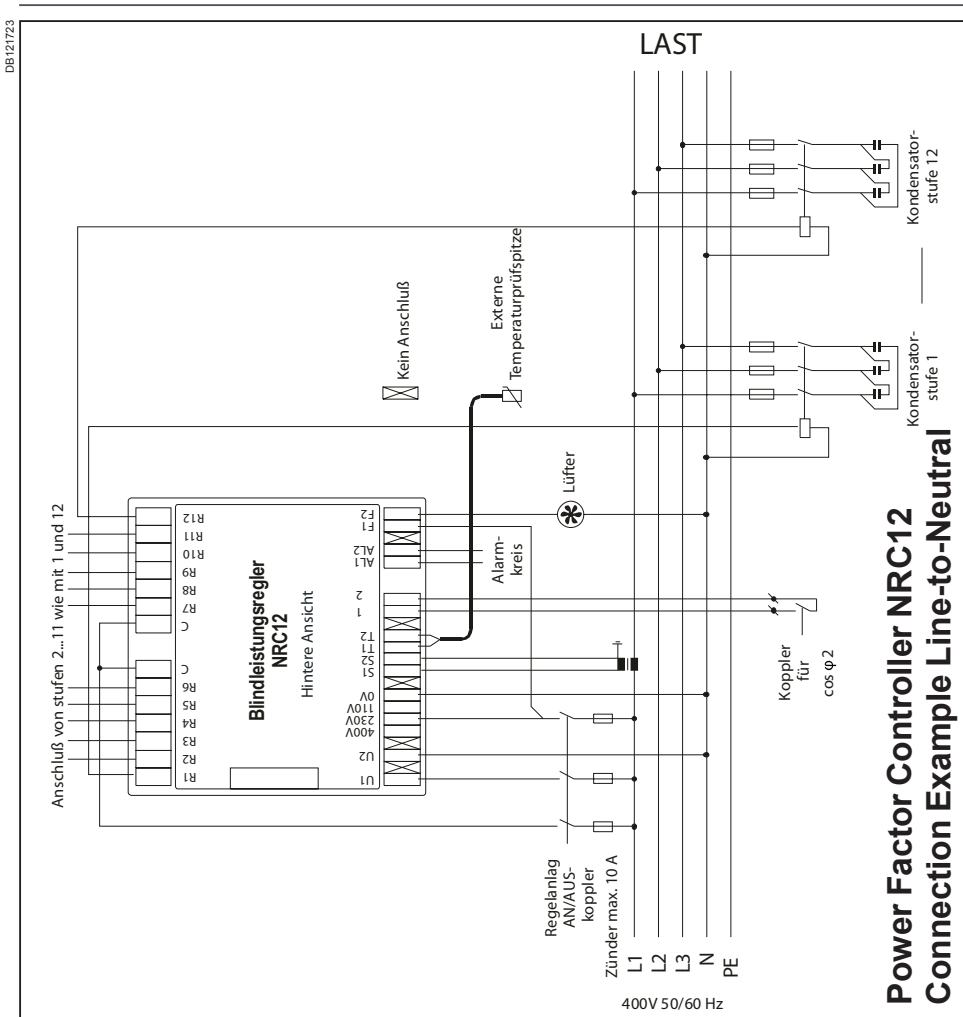 DB121723
LAST
Anschluß von stufen 2...11 wie mit 1 und 12
R1
R2
R3
R4
R5
R6
C
C
R7
R8
R9
R10
R11
R12
Blindleistungsregler
NRC12
Hintere Ansicht
U1
U2
400V
230V
110V
0V
S1
S2
T1
T2
1
2
AL1
AL2
F1
F2
Kein Anschluß
Externe
Temperaturprüfspitze
Alarm-
kreis
Lüfter
Regelanlag
AN/AUS-
koppler
Zünder max. 10 A
Koppler
für
cos φ 2
L1
L2
L3
N
PE
400V 50/60 Hz
Kondensator-
stufe 1
Kondensator-
stufe 12
Power Factor Controller NRC12
Connection Example Line-to-Neutral